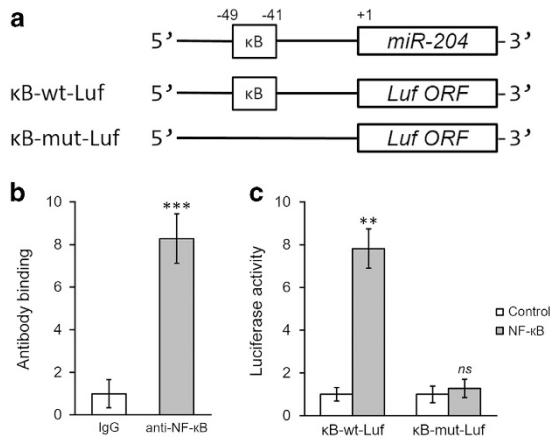 a
-49 -41 +1
5’ κB miR-204 3’
κB-wt-Luf 5’ κB Luf ORF 3’
κB-mut-Luf 5’ Luf ORF 3’
b
Antibody binding
10
8
6
4
2
0
***
IgG anti-NF-κB
c
Luciferase activity
10
8
6
4
2
0
**
ns
Control
NF-κB
κB-wt-Luf κB-mut-Luf